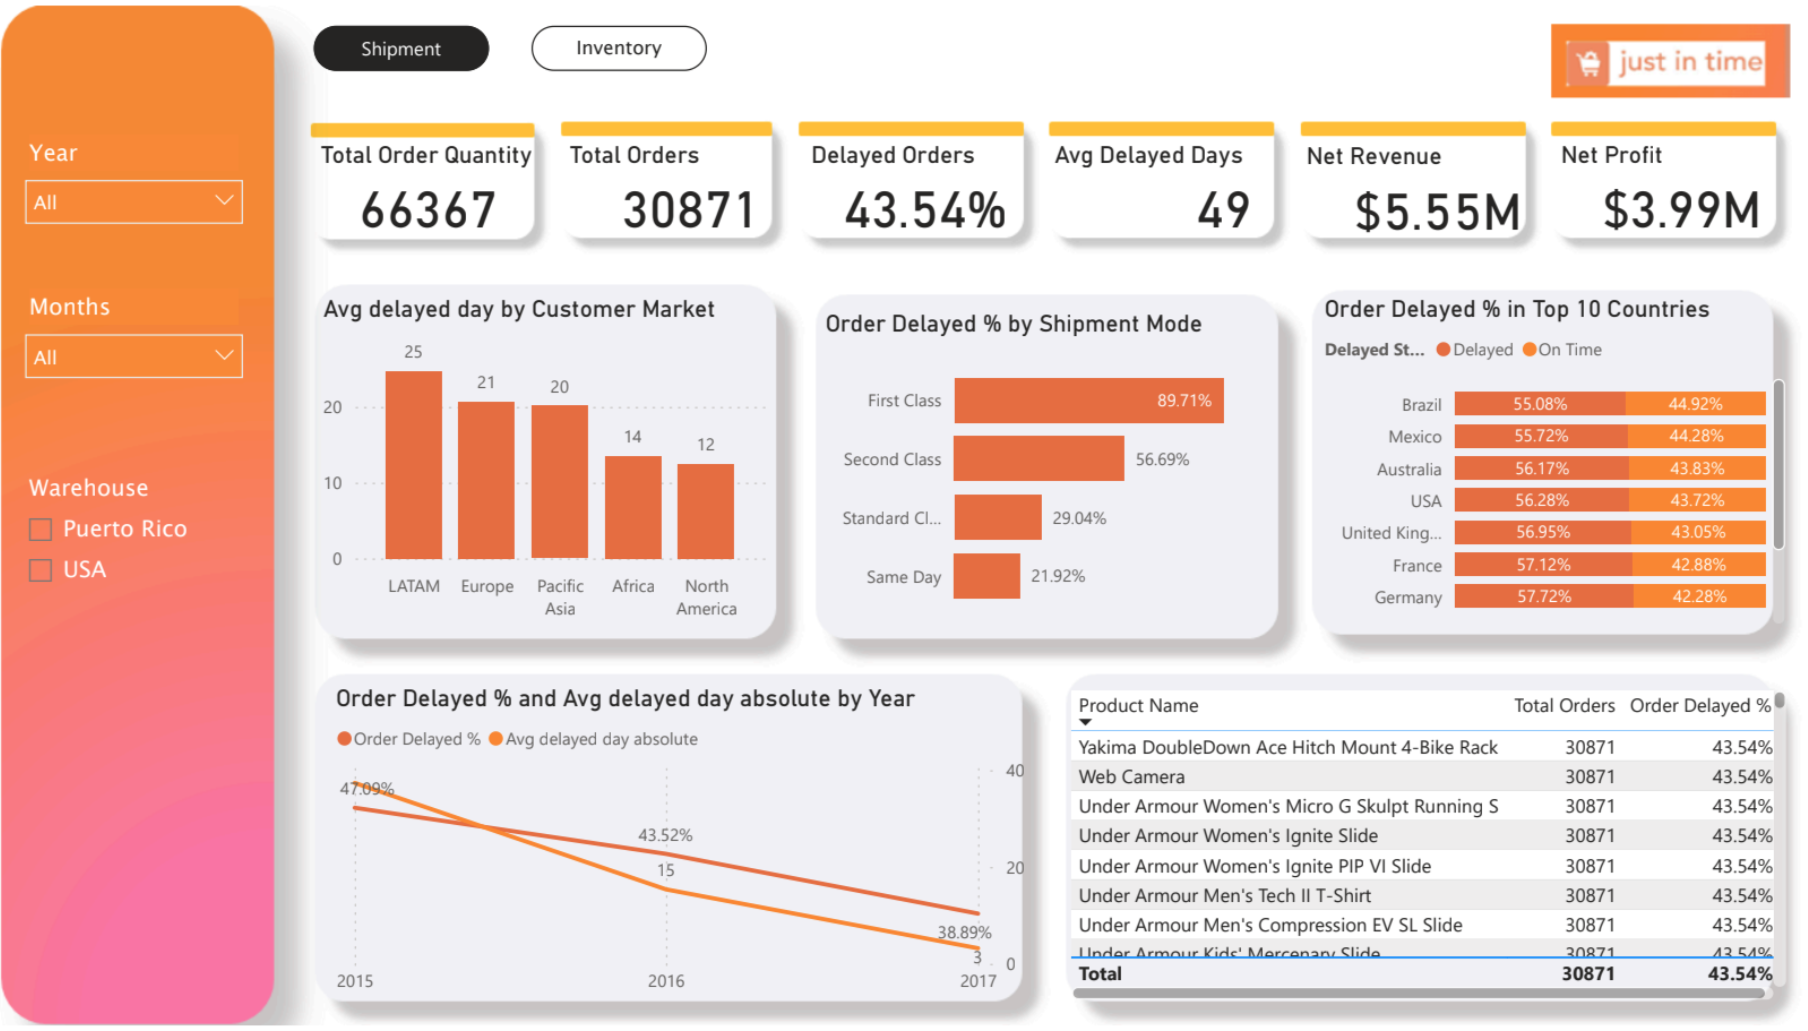 Shipment
Inventory
just in time
Year
All
Months
All
Warehouse
Puerto Rico
USA
Total Order Quantity
66367
Total Orders
30871
Delayed Orders
43.54%
Avg Delayed Days
49
Net Revenue
$5.55M
Net Profit
$3.99M
Avg delayed day by Customer Market
25
21
20
14
12
20
10
0
LATAM
Europe
Pacific
Asia
Africa
North
America
Order Delayed % by Shipment Mode
First Class 89.71%
Second Class 56.69%
Standard Cl... 29.04%
Same Day 21.92%
Order Delayed % in Top 10 Countries
Delayed St... Delayed On Time
Brazil 55.08% 44.92%
Mexico 55.72% 44.28%
Australia 56.17% 43.83%
USA 56.28% 43.72%
United King... 56.95% 43.05%
France 57.12% 42.88%
Germany 57.72% 42.28%
Order Delayed % and Avg delayed day absolute by Year
Order Delayed % Avg delayed day absolute
47.09%
43.52%
15
38.89%
3
40
20
0
2015 2016 2017
Product Name Total Orders Order Delayed %
Yakima DoubleDown Ace Hitch Mount 4-Bike Rack 30871 43.54%
Web Camera 30871 43.54%
Under Armour Women's Micro G Skulpt Running S 30871 43.54%
Under Armour Women's Ignite Slide 30871 43.54%
Under Armour Women's Ignite PIP VI Slide 30871 43.54%
Under Armour Men's Tech II T-Shirt 30871 43.54%
Under Armour Men's Compression EV SL Slide 30871 43.54%
Under Armour Kids' Mercenary Slide 30871 43.54%
Total 30871 43.54%